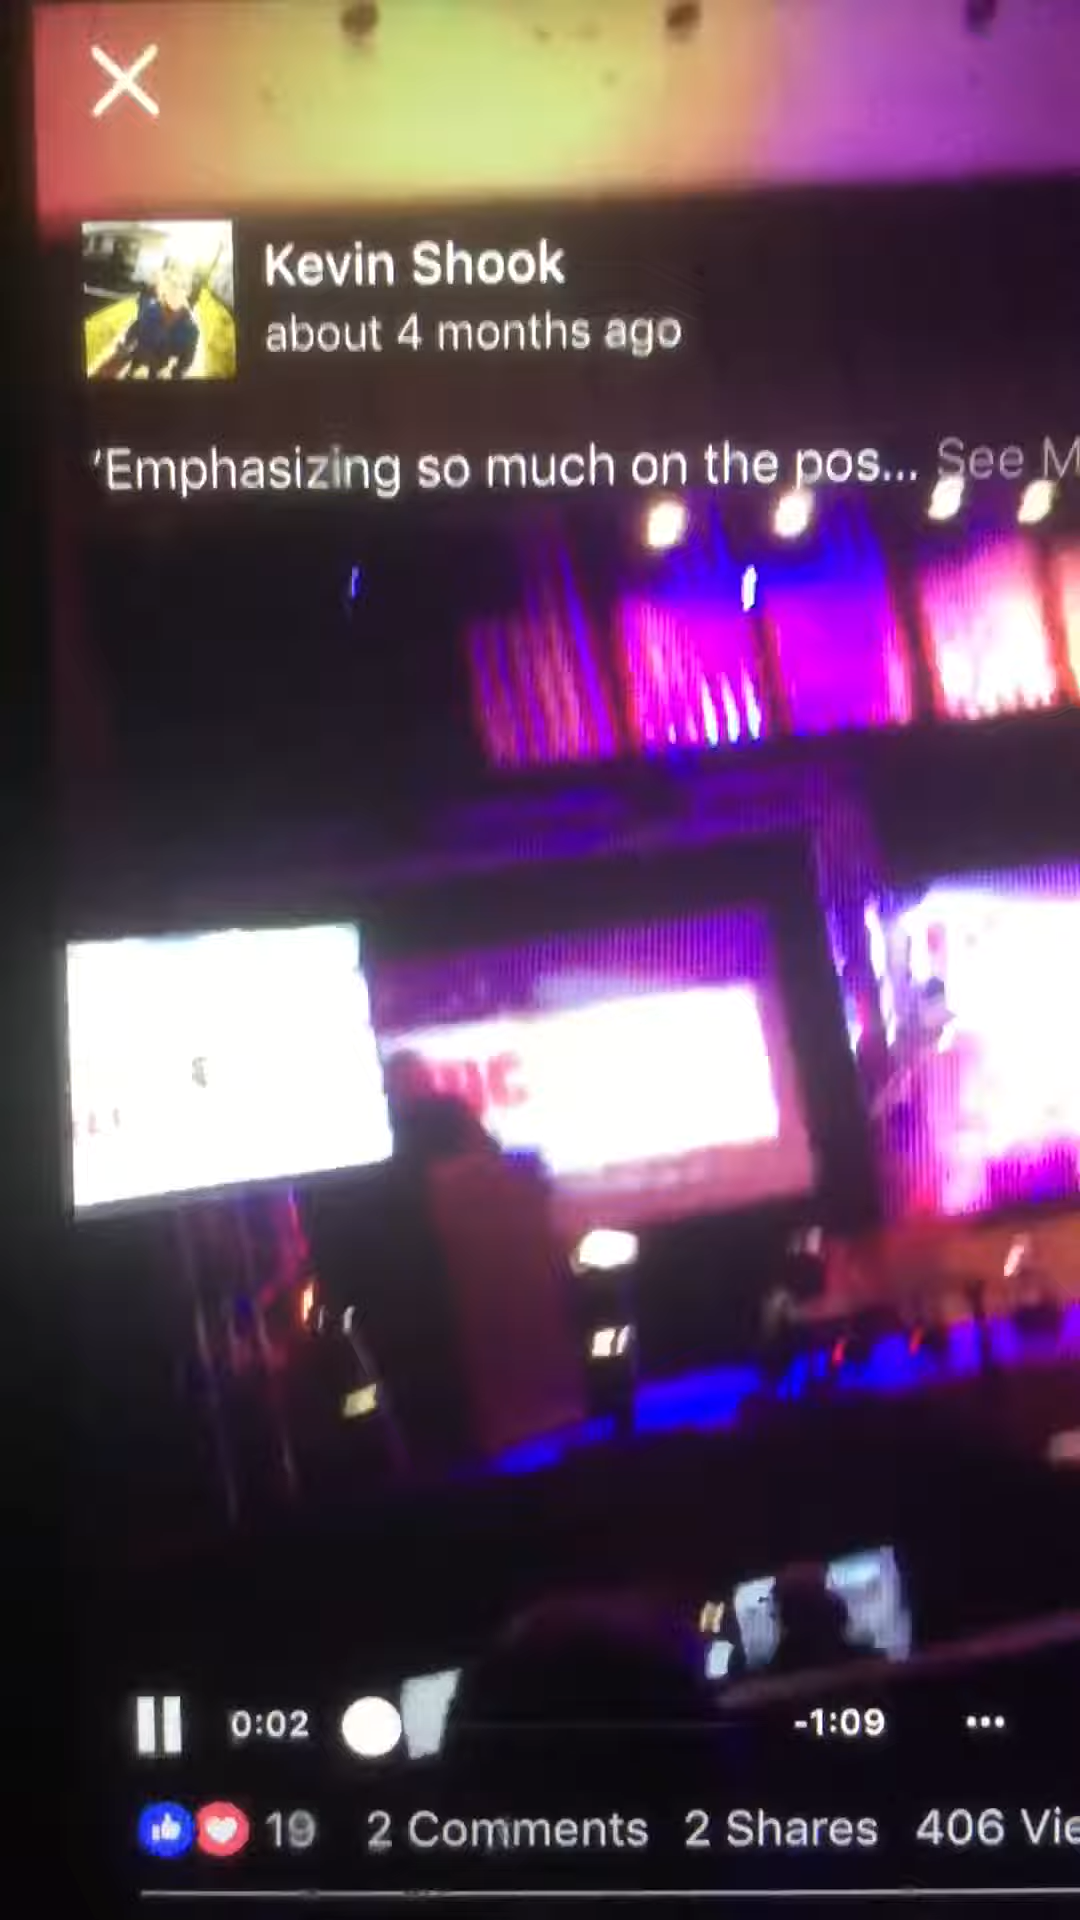 Kevin Shook
about 4 months ago
'Emphasizing so much on the pos... See M
0:02 -1:09 ...
19 2 Comments 2 Shares 406 Vie